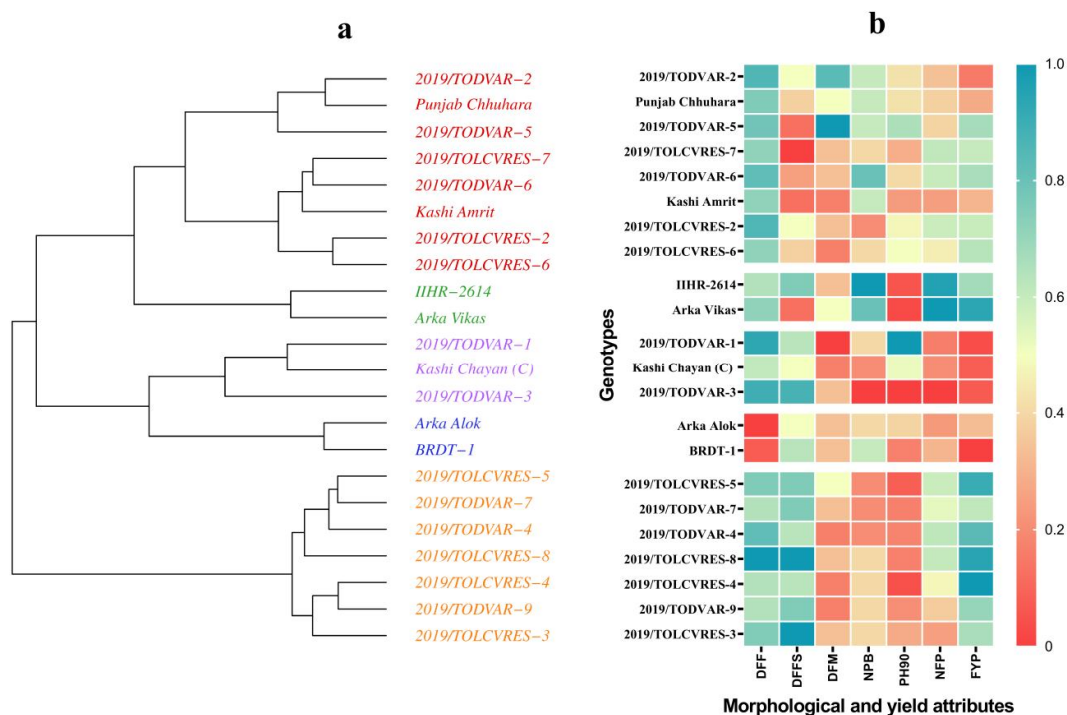 a
2019/TODVAR−2
Punjab Chhuhara
2019/TODVAR−5
2019/TOLCVRES−7
2019/TODVAR−6
Kashi Amrit
2019/TOLCVRES−2
2019/TOLCVRES−6
IIHR−2614
Arka Vikas
2019/TODVAR−1
Kashi Chayan (C)
2019/TODVAR−3
Arka Alok
BRDT−1
2019/TOLCVRES−5
2019/TODVAR−7
2019/TODVAR−4
2019/TOLCVRES−8
2019/TOLCVRES−4
2019/TODVAR−9
2019/TOLCVRES−3
b
Genotypes
2019/TODVAR-2
Punjab Chhuhara
2019/TODVAR-5
2019/TOLCVRES-7
2019/TODVAR-6
Kashi Amrit
2019/TOLCVRES-2
2019/TOLCVRES-6
IIHR-2614
Arka Vikas
2019/TODVAR-1
Kashi Chayan (C)
2019/TODVAR-3
Arka Alok
BRDT-1
2019/TOLCVRES-5
2019/TODVAR-7
2019/TODVAR-4
2019/TOLCVRES-8
2019/TOLCVRES-4
2019/TODVAR-9
2019/TOLCVRES-3
DFF
DFFS
DFM
NPB
PH90
NFP
FYP
Morphological and yield attributes
1.0
0.8
0.6
0.4
0.2
0